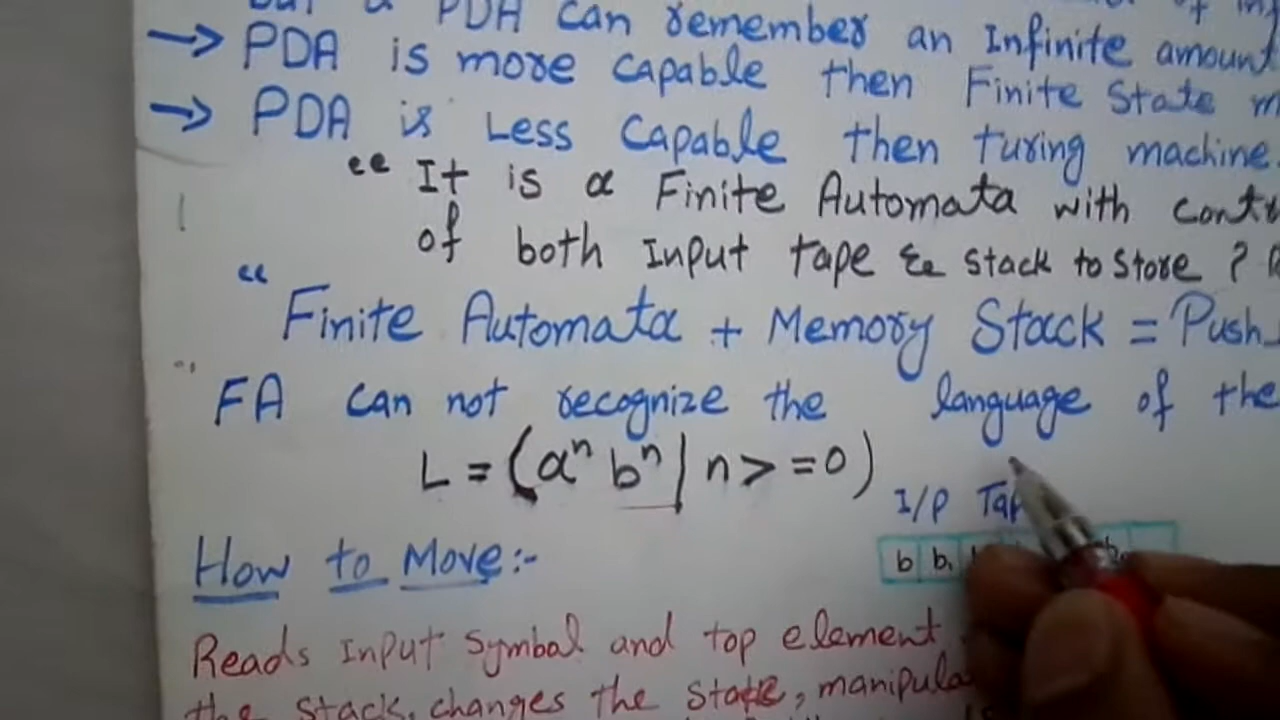 a PDA can remember an Infinite amount
→ PDA is more capable then Finite State
→ PDA is Less Capable then turing machine.
“ It is a Finite Automata with
of both Input tape & stack to store ?
“ Finite Automata + Memory Stack = Push
FA can not recognize the language of the
L = (aⁿ bⁿ | n > = 0)
I/P
b b,
How to Move:-
Reads Input symbol and top element
the stack, changes the state,